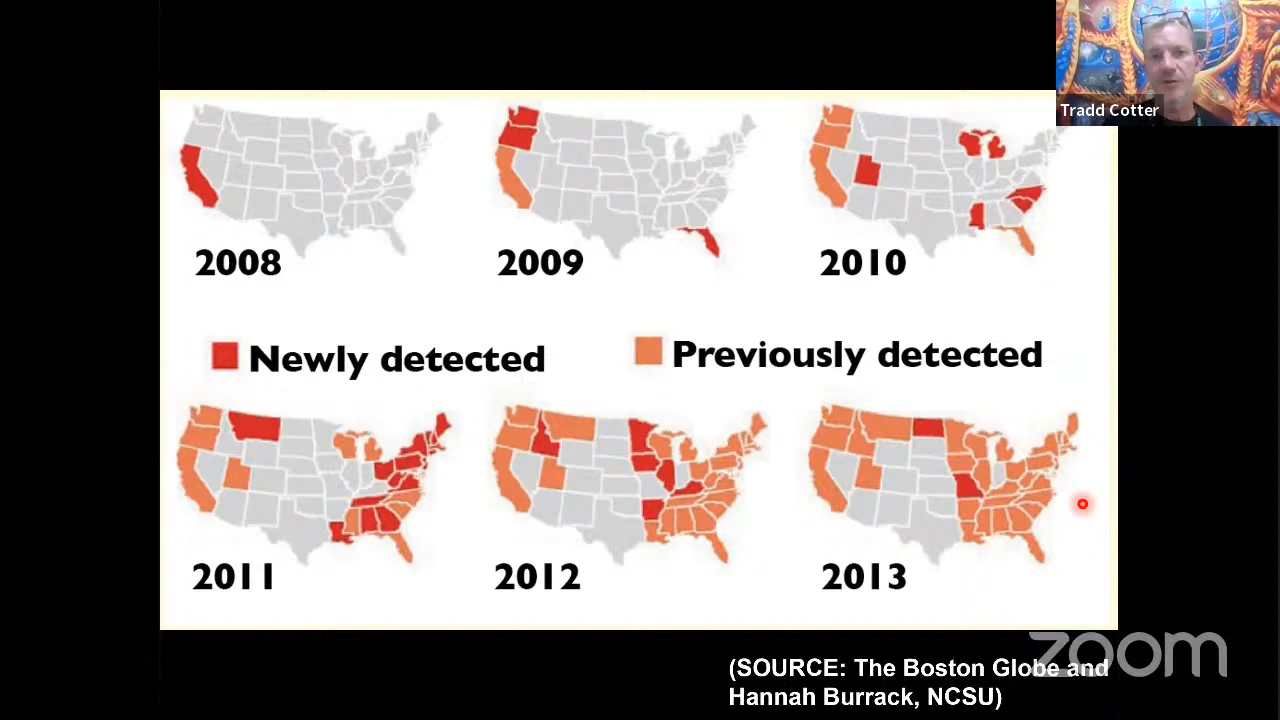 Tradd Cotter
2008
2009
2010
Newly detected
Previously detected
2011
2012
2013
zoom
(SOURCE: The Boston Globe and
Hannah Burrack, NCSU)